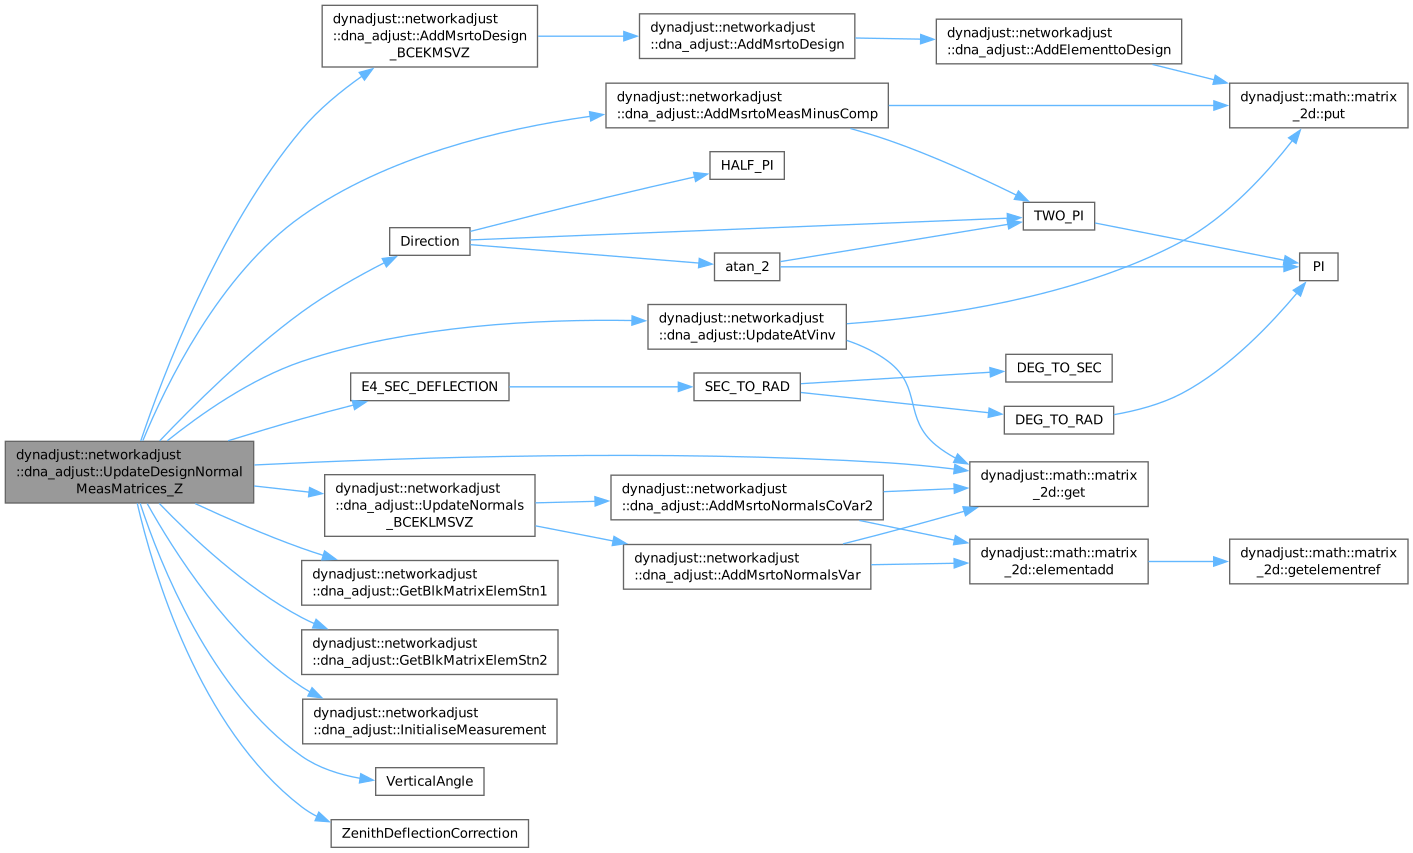 dynadjust::networkadjust
::dna_adjust::UpdateDesignNormal
MeasMatrices_Z
dynadjust::networkadjust
::dna_adjust::AddMsrtoDesign
_BCEKMSVZ
dynadjust::networkadjust
::dna_adjust::AddMsrtoDesign
dynadjust::networkadjust
::dna_adjust::AddElementtoDesign
dynadjust::math::matrix
_2d::put
dynadjust::networkadjust
::dna_adjust::AddMsrtoMeasMinusComp
HALF_PI
TWO_PI
Direction
atan_2
PI
dynadjust::networkadjust
::dna_adjust::UpdateAtVinv
E4_SEC_DEFLECTION
SEC_TO_RAD
DEG_TO_SEC
DEG_TO_RAD
dynadjust::math::matrix
_2d::get
dynadjust::networkadjust
::dna_adjust::UpdateNormals
_BCEKLMSVZ
dynadjust::networkadjust
::dna_adjust::AddMsrtoNormalsCoVar2
dynadjust::networkadjust
::dna_adjust::AddMsrtoNormalsVar
dynadjust::math::matrix
_2d::elementadd
dynadjust::math::matrix
_2d::getelementref
dynadjust::networkadjust
::dna_adjust::GetBlkMatrixElemStn1
dynadjust::networkadjust
::dna_adjust::GetBlkMatrixElemStn2
dynadjust::networkadjust
::dna_adjust::InitialiseMeasurement
VerticalAngle
ZenithDeflectionCorrection